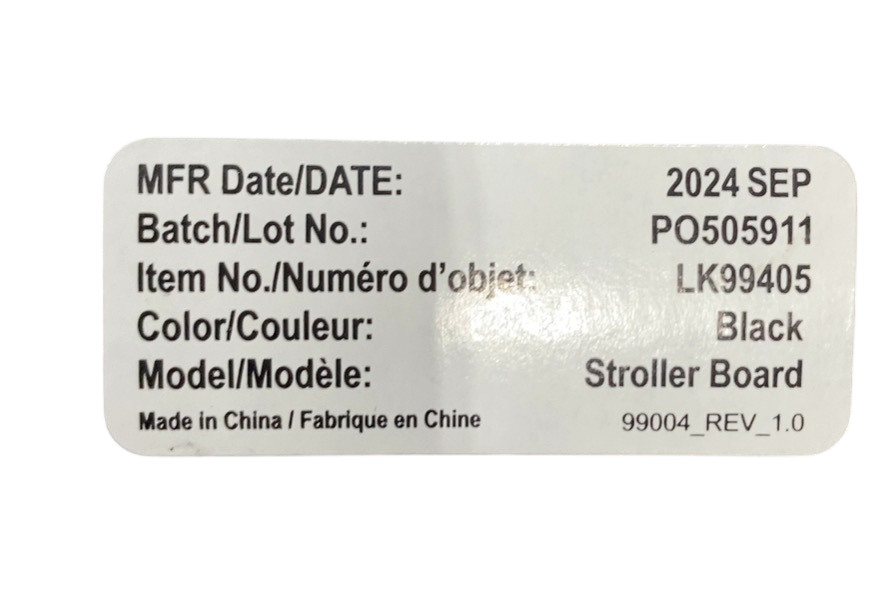 MFR Date/DATE: 2024 SEP
Batch/Lot No.: PO505911
Item No./Numéro d'objet: LK99405
Color/Couleur: Black
Model/Modèle: Stroller Board
Made in China / Fabrique en Chine 99004_REV_1.0